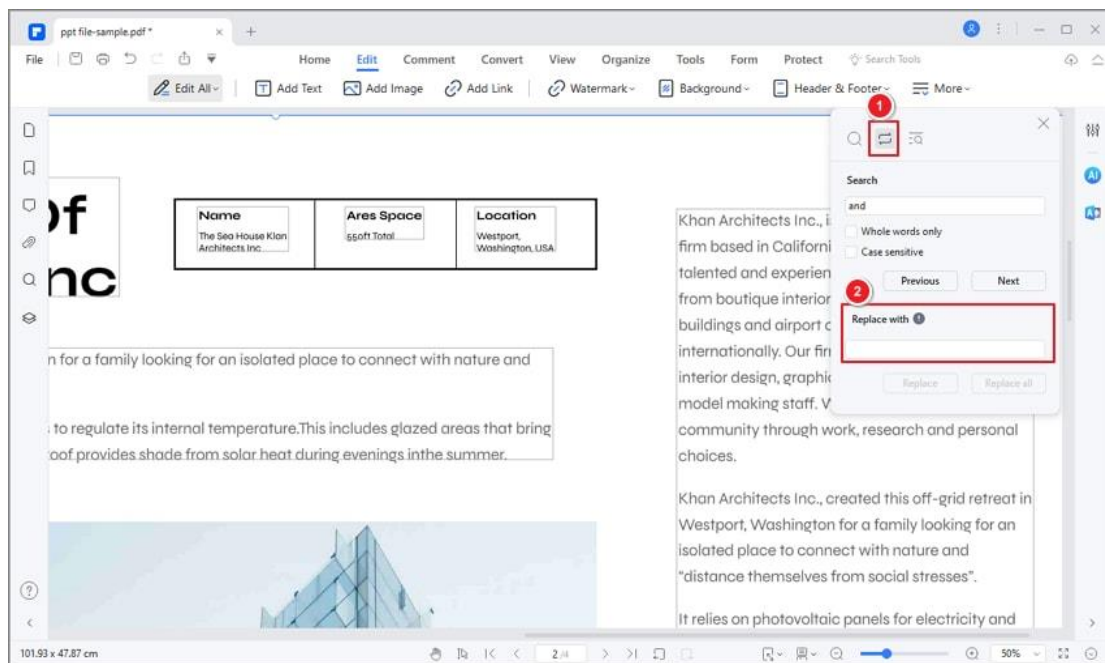 ppt file-sample.pdf *
File Home Edit Comment Convert View Organize Tools Form Protect Search Tools
Edit All Add Text Add Image Add Link Watermark Background Header & Footer More
1
Search
and
Whole words only
Case sensitive
Previous Next
2
Replace with
Replace Replace all
Of
nc
Name
The Sea House Klan
Architects Inc
Ares Space
550ft Total
Location
Westport,
Washington, USA
n for a family looking for an isolated place to connect with nature and
to regulate its internal temperature.This includes glazed areas that bring
oof provides shade from solar heat during evenings inthe summer.
Khan Architects Inc.,
firm based in Californi
talented and experien
from boutique interior
buildings and airport
internationally. Our fir
interior design, graphi
model making staff.
community through work, research and personal
choices.
Khan Architects Inc., created this off-grid retreat in
Westport, Washington for a family looking for an
isolated place to connect with nature and
“distance themselves from social stresses”.
It relies on photovoltaic panels for electricity and
AI
101.93 x 47.87 cm
2/4
50%